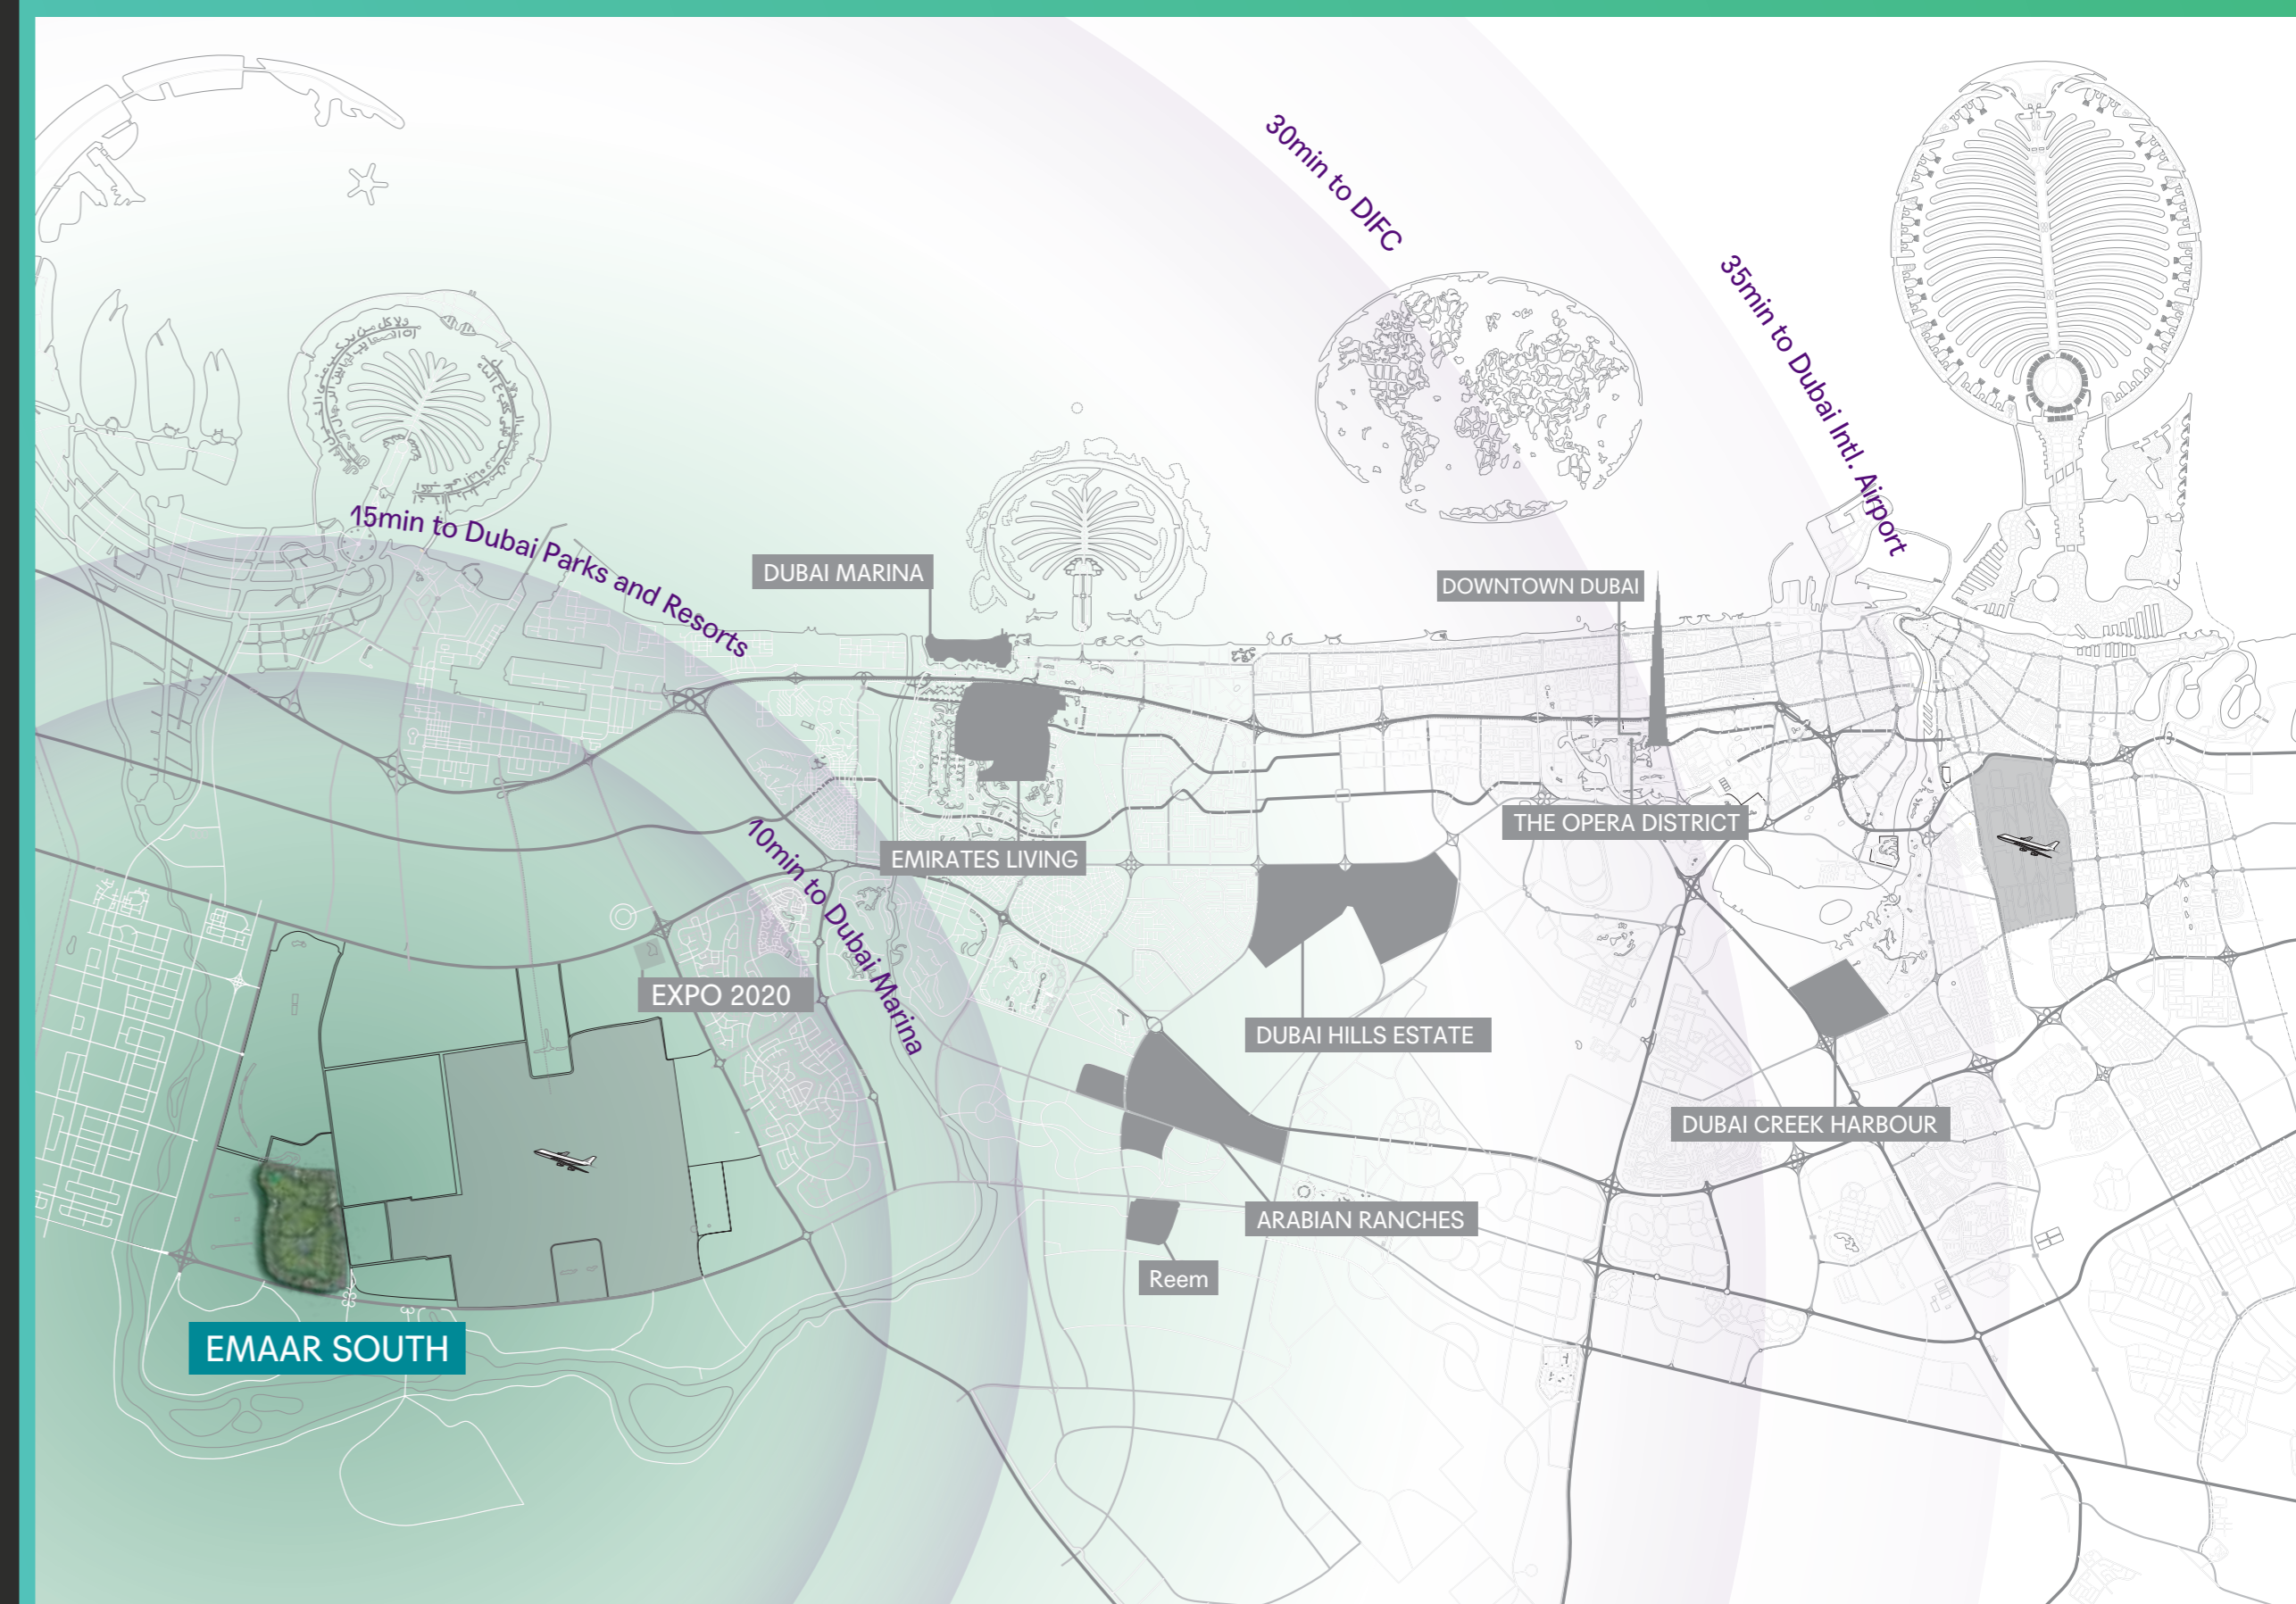 30min to DIFC
35min to Dubai Intl. Airport
15min to Dubai Parks and Resorts
DUBAI MARINA
DOWNTOWN DUBAI
THE OPERA DISTRICT
10min to Dubai Marina
EMIRATES LIVING
EXPO 2020
DUBAI HILLS ESTATE
DUBAI CREEK HARBOUR
ARABIAN RANCHES
Reem
EMAAR SOUTH